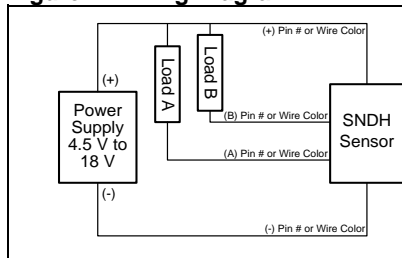 (+) Pin # or Wire Color
(+)
Load A
Load B
Power
Supply
4.5 V to
18 V
(B) Pin # or Wire Color
SNDH
Sensor
(A) Pin # or Wire Color
(-)
(-) Pin # or Wire Color